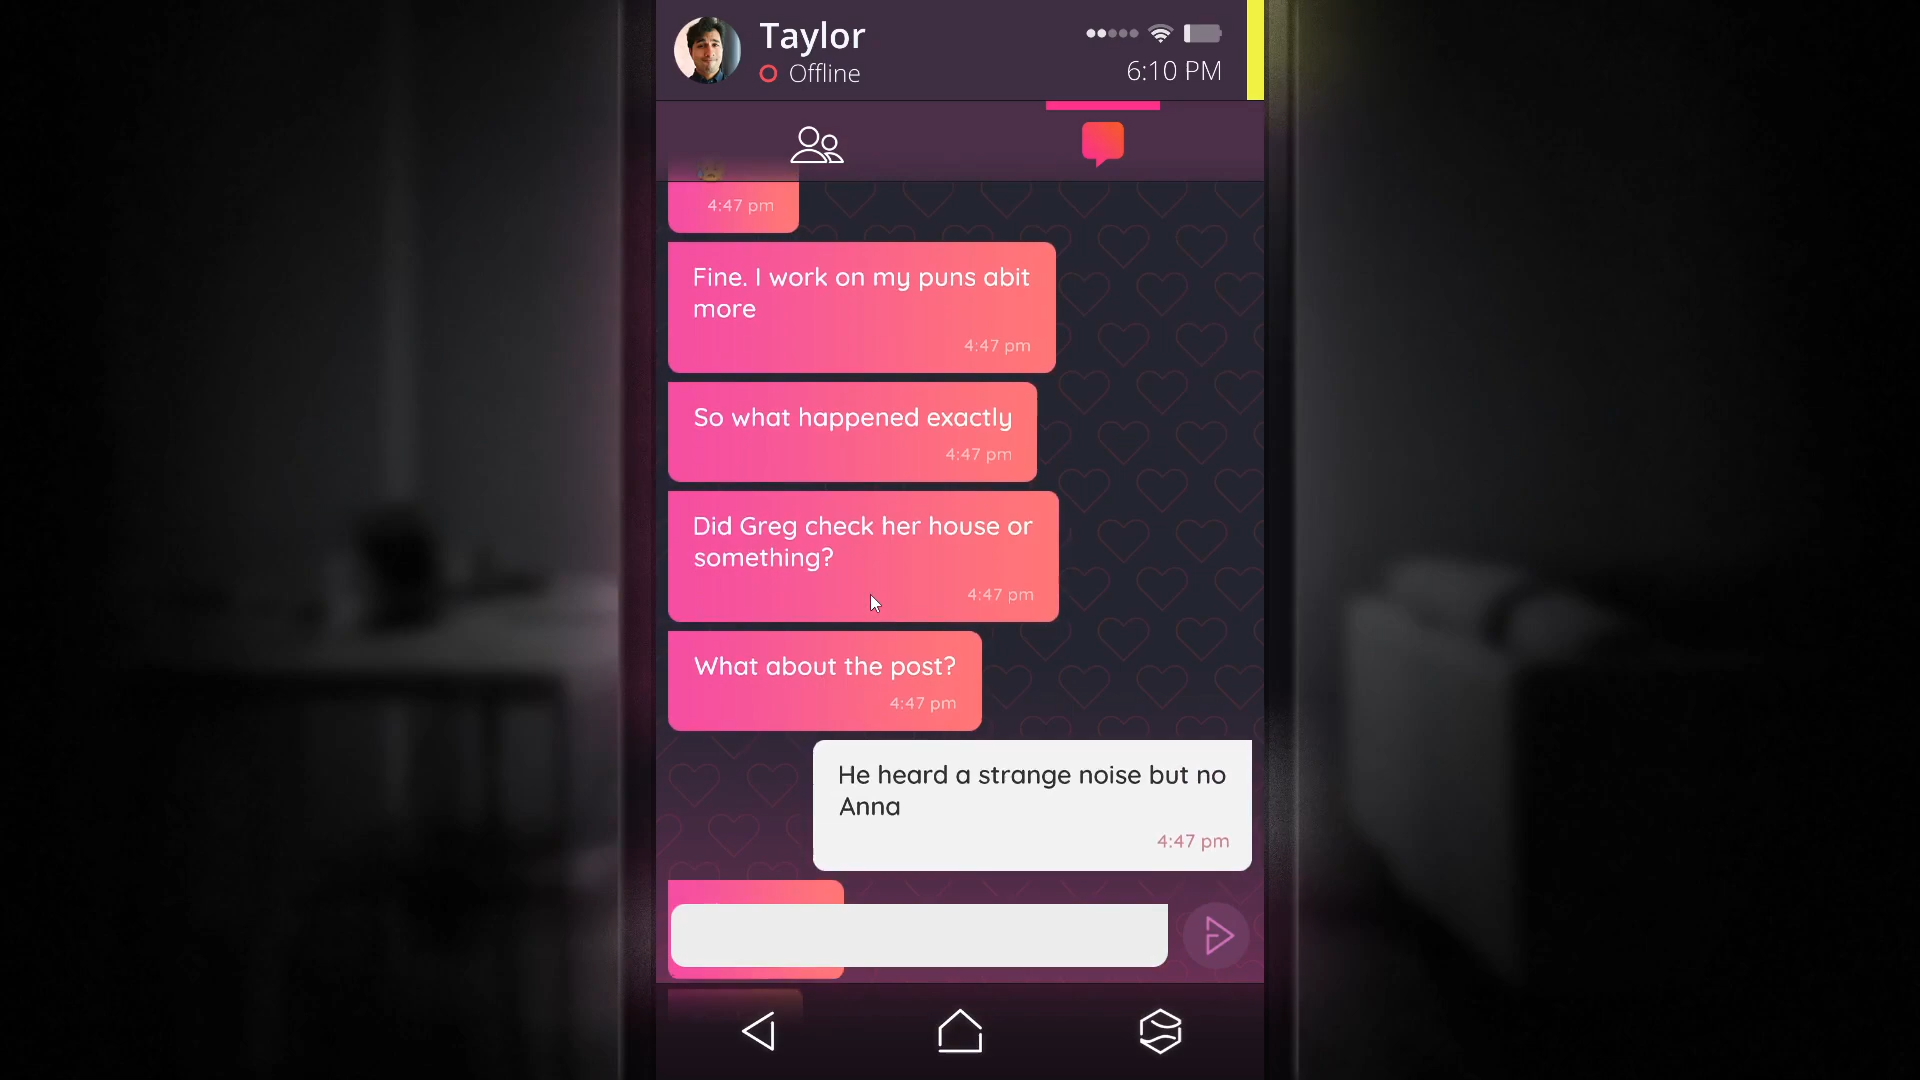 Taylor
Offline
6:10 PM
4:47 pm
Fine. I work on my puns abit
more
4:47 pm
So what happened exactly
4:47 pm
Did Greg check her house or
something?
4:47 pm
What about the post?
4:47 pm
He heard a strange noise but no
Anna
4:47 pm